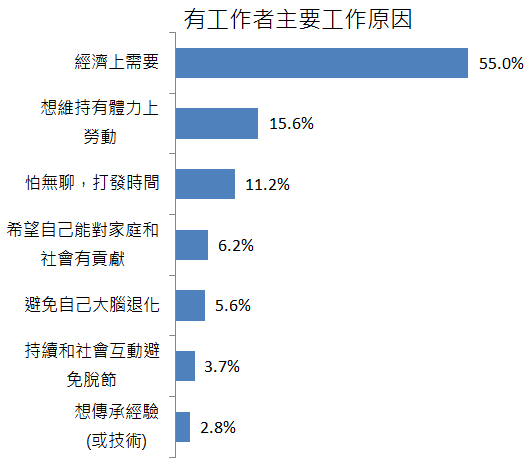 有工作者主要工作原因
經濟上需要
55.0%
想維持有體力上
勞動
15.6%
怕無聊，打發時間
11.2%
希望自己能對家庭和
社會有貢獻
6.2%
避免自己大腦退化
5.6%
持續和社會互動避
免脫節
3.7%
想傳承經驗
(或技術)
2.8%